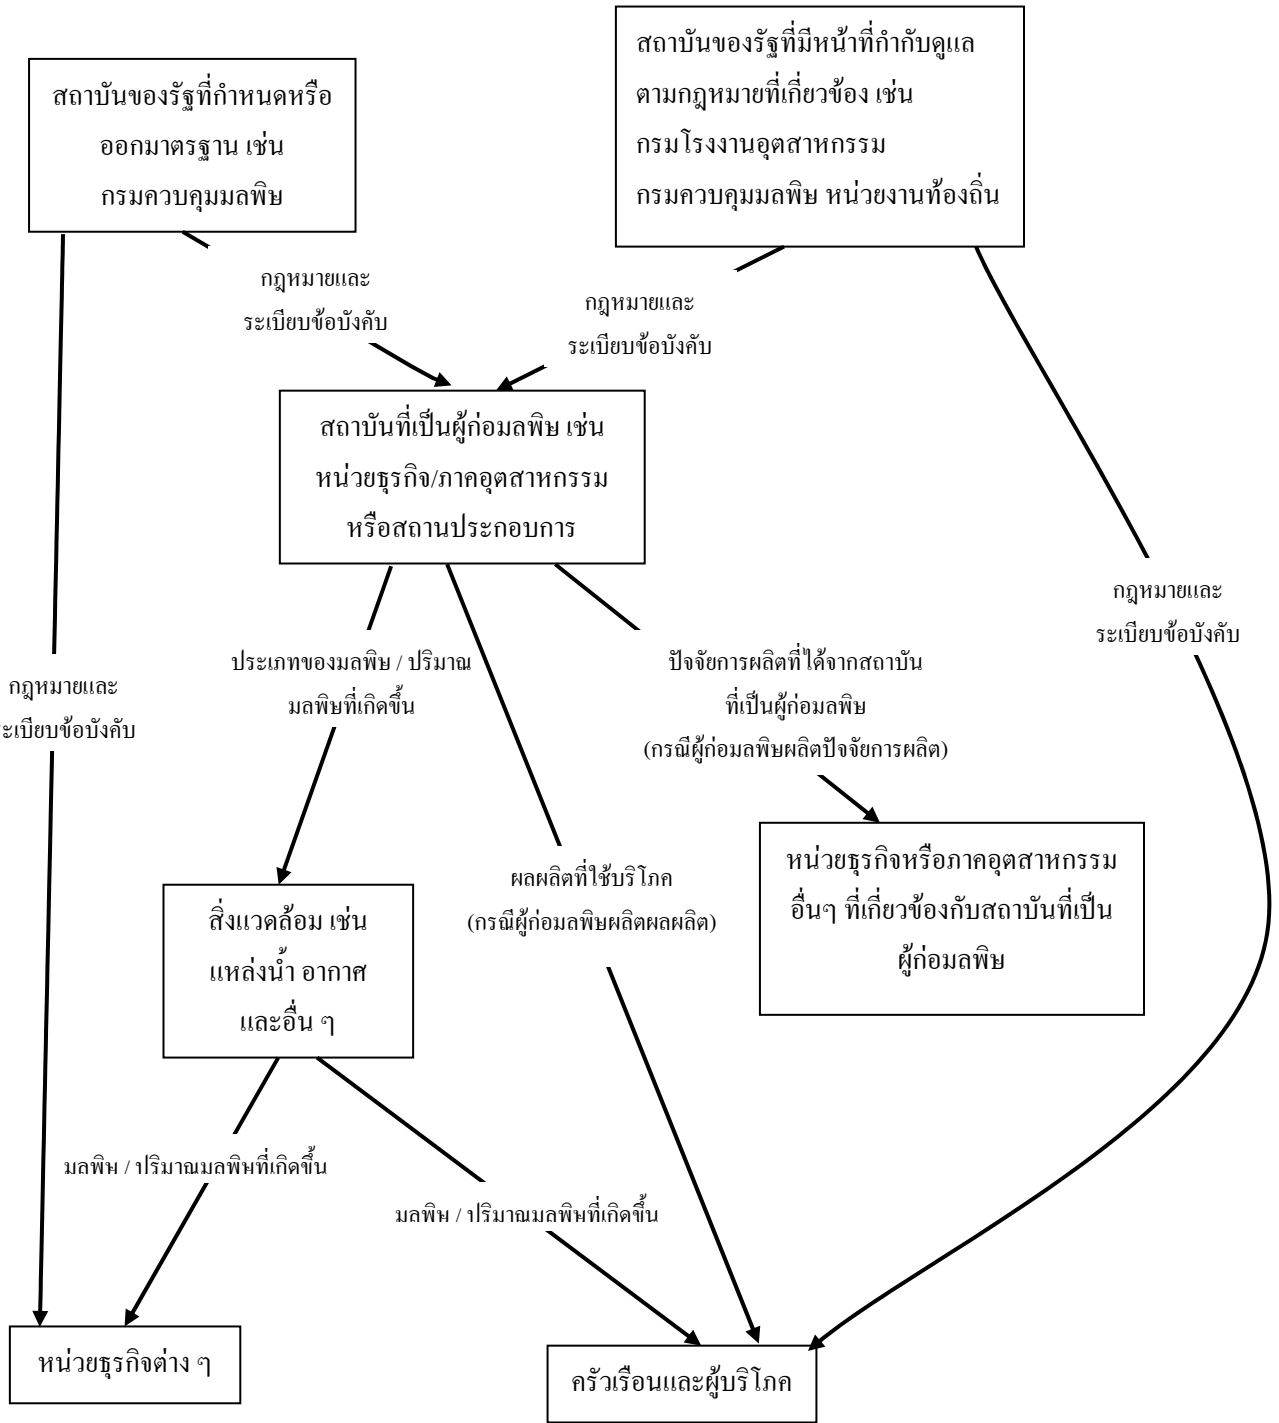 สถาบันของรัฐที่กำหนดหรือ
ออกมาตรฐาน เช่น
กรมควบคุมมลพิษ
สถาบันของรัฐที่มีหน้าที่กำกับดูแล
ตามกฎหมายที่เกี่ยวข้อง เช่น
กรมโรงงานอุตสาหกรรม
กรมควบคุมมลพิษ หน่วยงานท้องถิ่น
กฎหมายและ
ระเบียบข้อบังคับ
กฎหมายและ
ระเบียบข้อบังคับ
สถาบันที่เป็นผู้ก่อมลพิษ เช่น
หน่วยธุรกิจ/ภาคอุตสาหกรรม
หรือสถานประกอบการ
กฎหมายและ
ระเบียบข้อบังคับ
กฎหมายและ
ะเบียบข้อบังคับ
ประเภทของมลพิษ / ปริมาณ
มลพิษที่เกิดขึ้น
ปัจจัยการผลิตที่ได้จากสถาบัน
ที่เป็นผู้ก่อมลพิษ
(กรณีผู้ก่อมลพิษผลิตปัจจัยการผลิต)
หน่วยธุรกิจหรือภาคอุตสาหกรรม
อื่นๆ ที่เกี่ยวข้องกับสถาบันที่เป็น
ผู้ก่อมลพิษ
ผลผลิตที่ใช้บริโภค
(กรณีผู้ก่อมลพิษผลิตผลผลิต)
สิ่งแวดล้อม เช่น
แหล่งน้ำ อากาศ
และอื่น ๆ
มลพิษ / ปริมาณมลพิษที่เกิดขึ้น
มลพิษ / ปริมาณมลพิษที่เกิดขึ้น
หน่วยธุรกิจต่าง ๆ
ครัวเรือนและผู้บริโภค